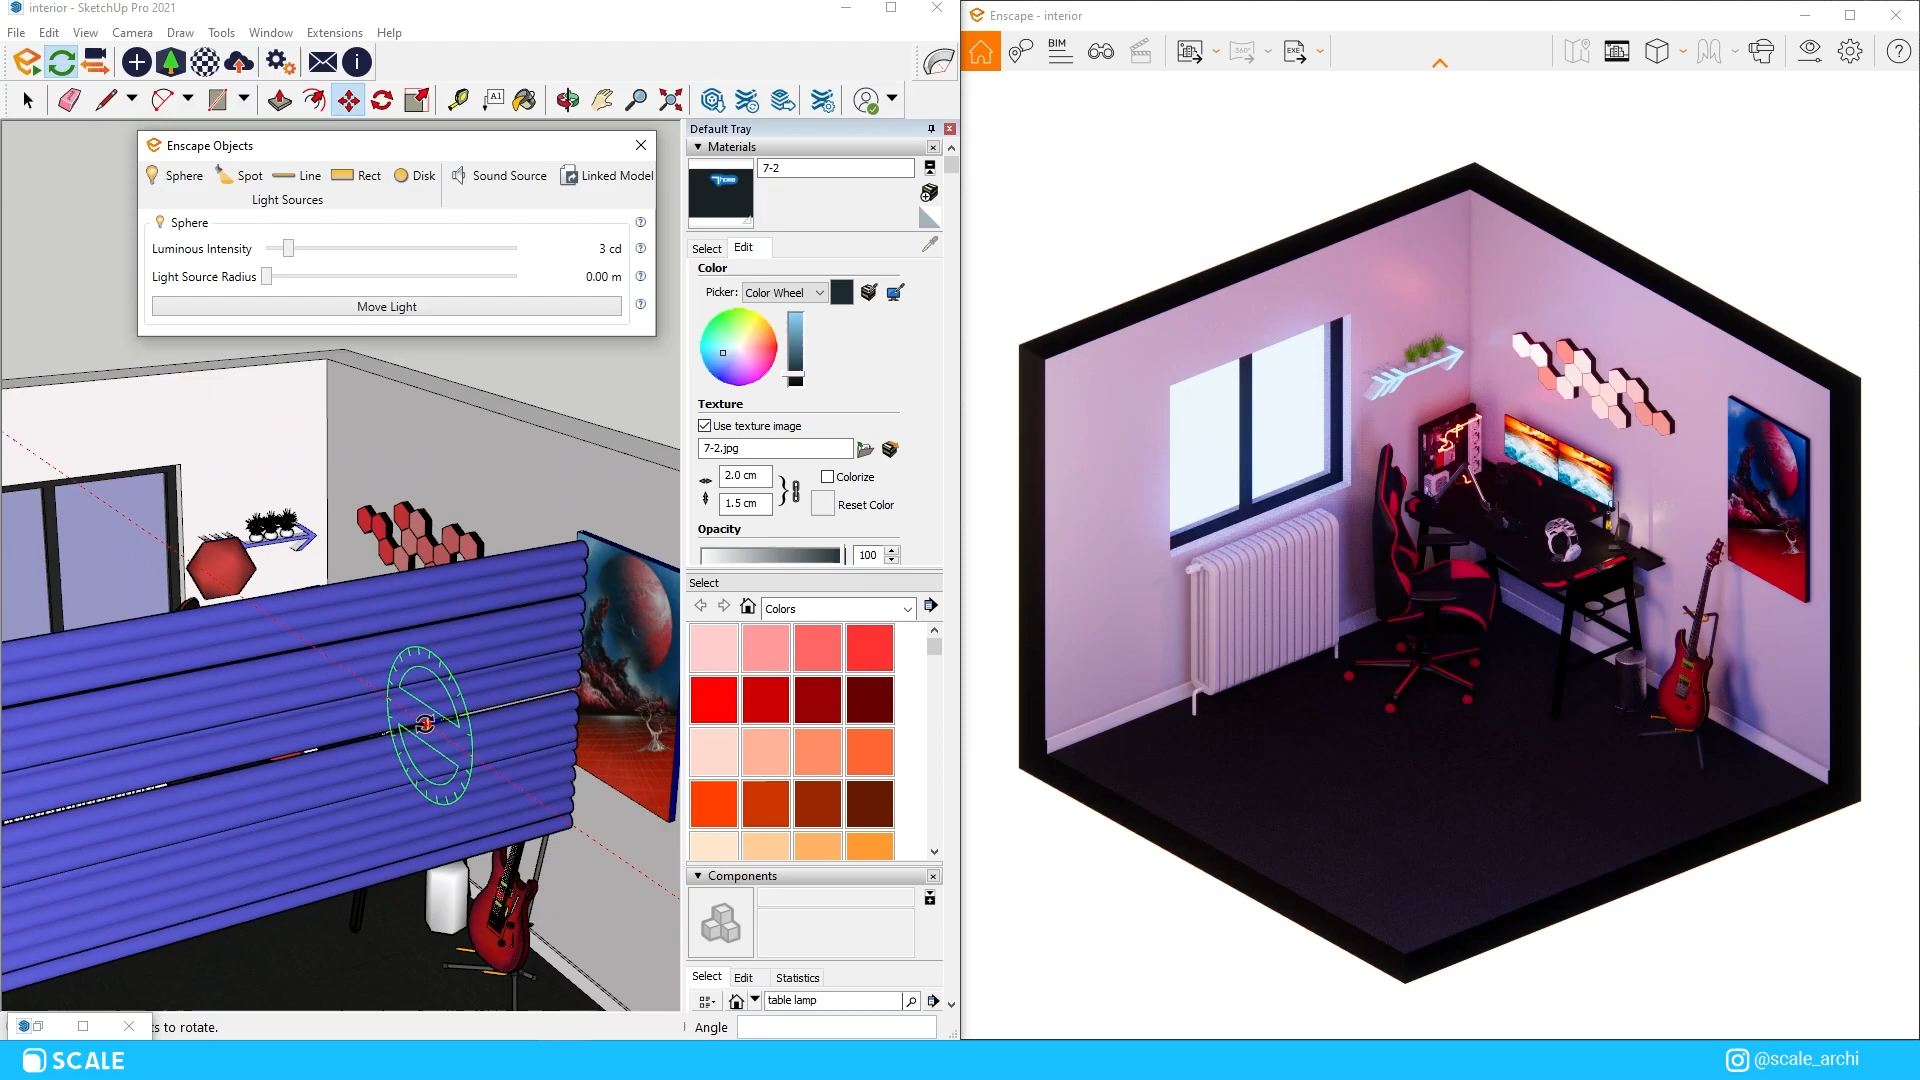 interior - SketchUp Pro 2021
File Edit View Camera Draw Tools Window Extensions Help
A1
Enscape Objects
Sphere Spot Line Rect Disk Sound Source Linked Model
Light Sources
Sphere
Luminous Intensity 3 cd
Light Source Radius 0.00 m
Move Light
Default Tray
Materials
7-2
Select Edit
Color
Picker: Color Wheel
Texture
Use texture image
7-2.jpg
2.0 cm
Colorize
1.5 cm
Reset Color
Opacity
100
Select
Colors
Components
Select Edit Statistics
table lamp
ts to rotate.
Angle
Enscape - interior
BIM
360°
EXE
SCALE
@scale_archi